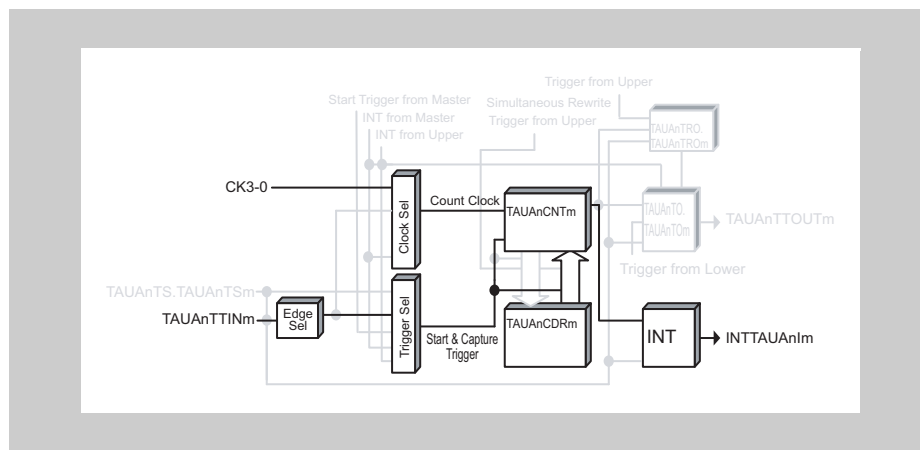 Trigger from Upper
Start Trigger from Master
Simultaneous Rewrite
INT from Master
Trigger from Upper
INT from Upper
TAUAnTRO.
TAUAnTROm
CK3-0
Clock Sel
Count Clock
TAUAnCNTm
TAUAnTO.
TAUAnTOm
TAUAnTTOUTm
Trigger from Lower
TAUAnTS.TAUAnTSm
TAUAnTTINm
Edge
Sel
Trigger Sel
Start & Capture
Trigger
TAUAnCDRm
INT
INTTAUAnIm